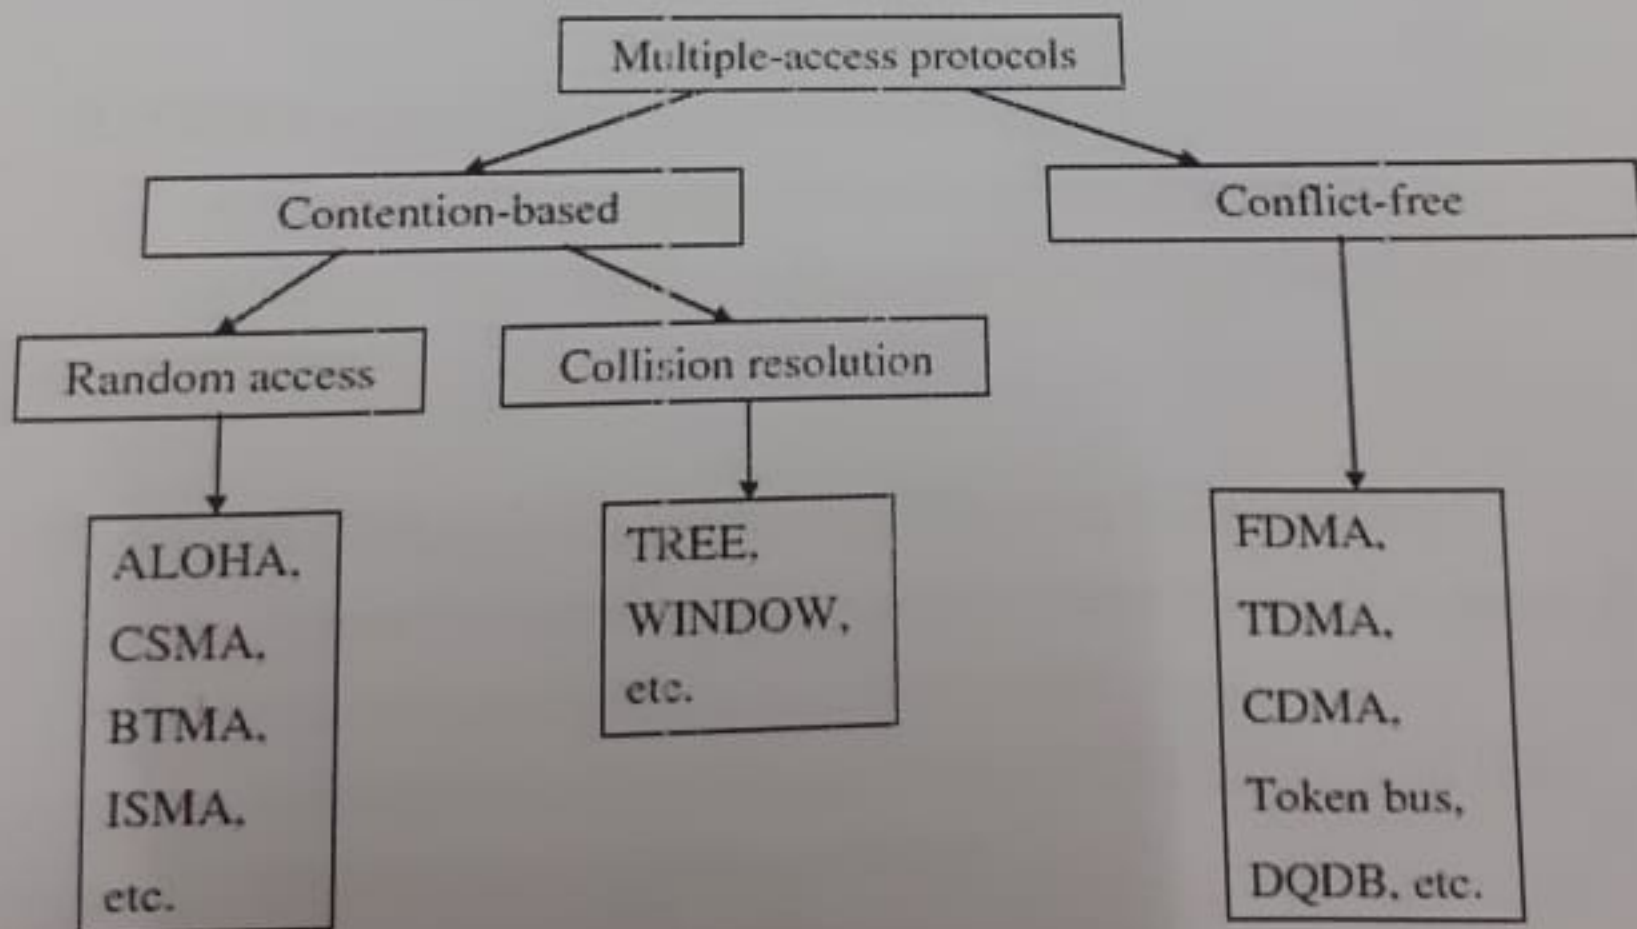 Multiple-access protocols
Contention-based
Conflict-free
Random access
Collision resolution
ALOHA,
CSMA,
BTMA,
ISMA,
etc.
TREE,
WINDOW,
etc.
FDMA,
TDMA,
CDMA,
Token bus,
DQDB, etc.